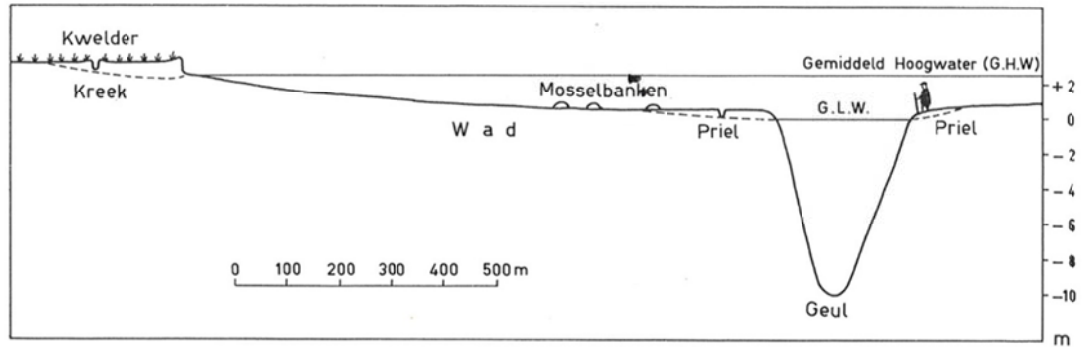 Kwelder
Kreek
Gemiddeld Hoogwater (G.H.W)
Mosselbanken
G.L.W.
W a d
Priel
Priel
Geul
0 100 200 300 400 500 m
+ 2
0
– 2
– 4
– 6
– 8
– 10
m